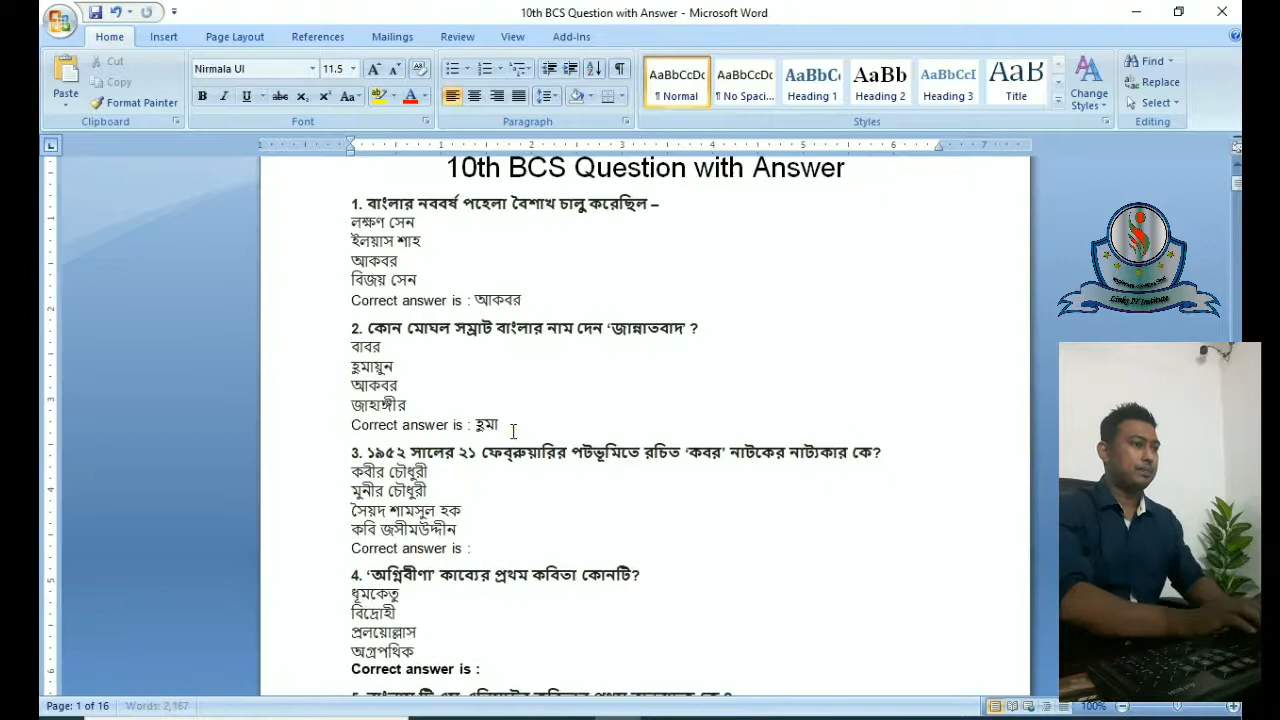 10th BCS Question with Answer - Microsoft Word
Home Insert Page Layout References Mailings Review View Add-Ins
Paste
Cut
Copy
Format Painter
Clipboard
Nirmala UI 11.5
Font
Paragraph
AaBbCcDc AaBbCcDc AaBbC AaBb AaBbCcI AaB
¶ Normal ¶ No Spaci... Heading 1 Heading 2 Heading 3 Title
Change
Styles
Styles
Find
Replace
Select
Editing
10th BCS Question with Answer
1. বাংলার নববর্ষ পহেলা বৈশাখ চালু করেছিল –
লক্ষণ সেন
ইলয়াস শাহ
আকবর
বিজয় সেন
Correct answer is : আকবর
2. কোন মোঘল সম্রাট বাংলার নাম দেন ‘জান্নাতবাদ’ ?
বাবর
হুমায়ুন
আকবর
জাহাঙ্গীর
Correct answer is : হুমা
3. ১৯৫২ সালের ২১ ফেব্রুয়ারির পটভূমিতে রচিত ‘কবর’ নাটকের নাট্যকার কে?
কবীর চৌধুরী
মুনীর চৌধুরী
সৈয়দ শামসুল হক
কবি জসীমউদ্দীন
Correct answer is :
4. ‘অগ্নিবীণা’ কাব্যের প্রথম কবিতা কোনটি?
ধূমকেতু
বিদ্রোহী
প্রলয়োল্লাস
অগ্রপথিক
Correct answer is :
Links IT Institute
Page: 1 of 16 Words: 2,167
100%